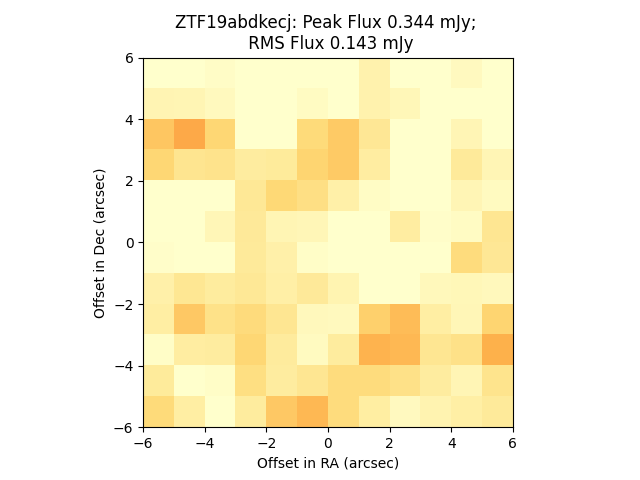 ZTF19abdkecj: Peak Flux 0.344 mJy;
RMS Flux 0.143 mJy
6
4
2
0
−2
−4
−6
Offset in Dec (arcsec)
−6 −4 −2 0 2 4 6
Offset in RA (arcsec)